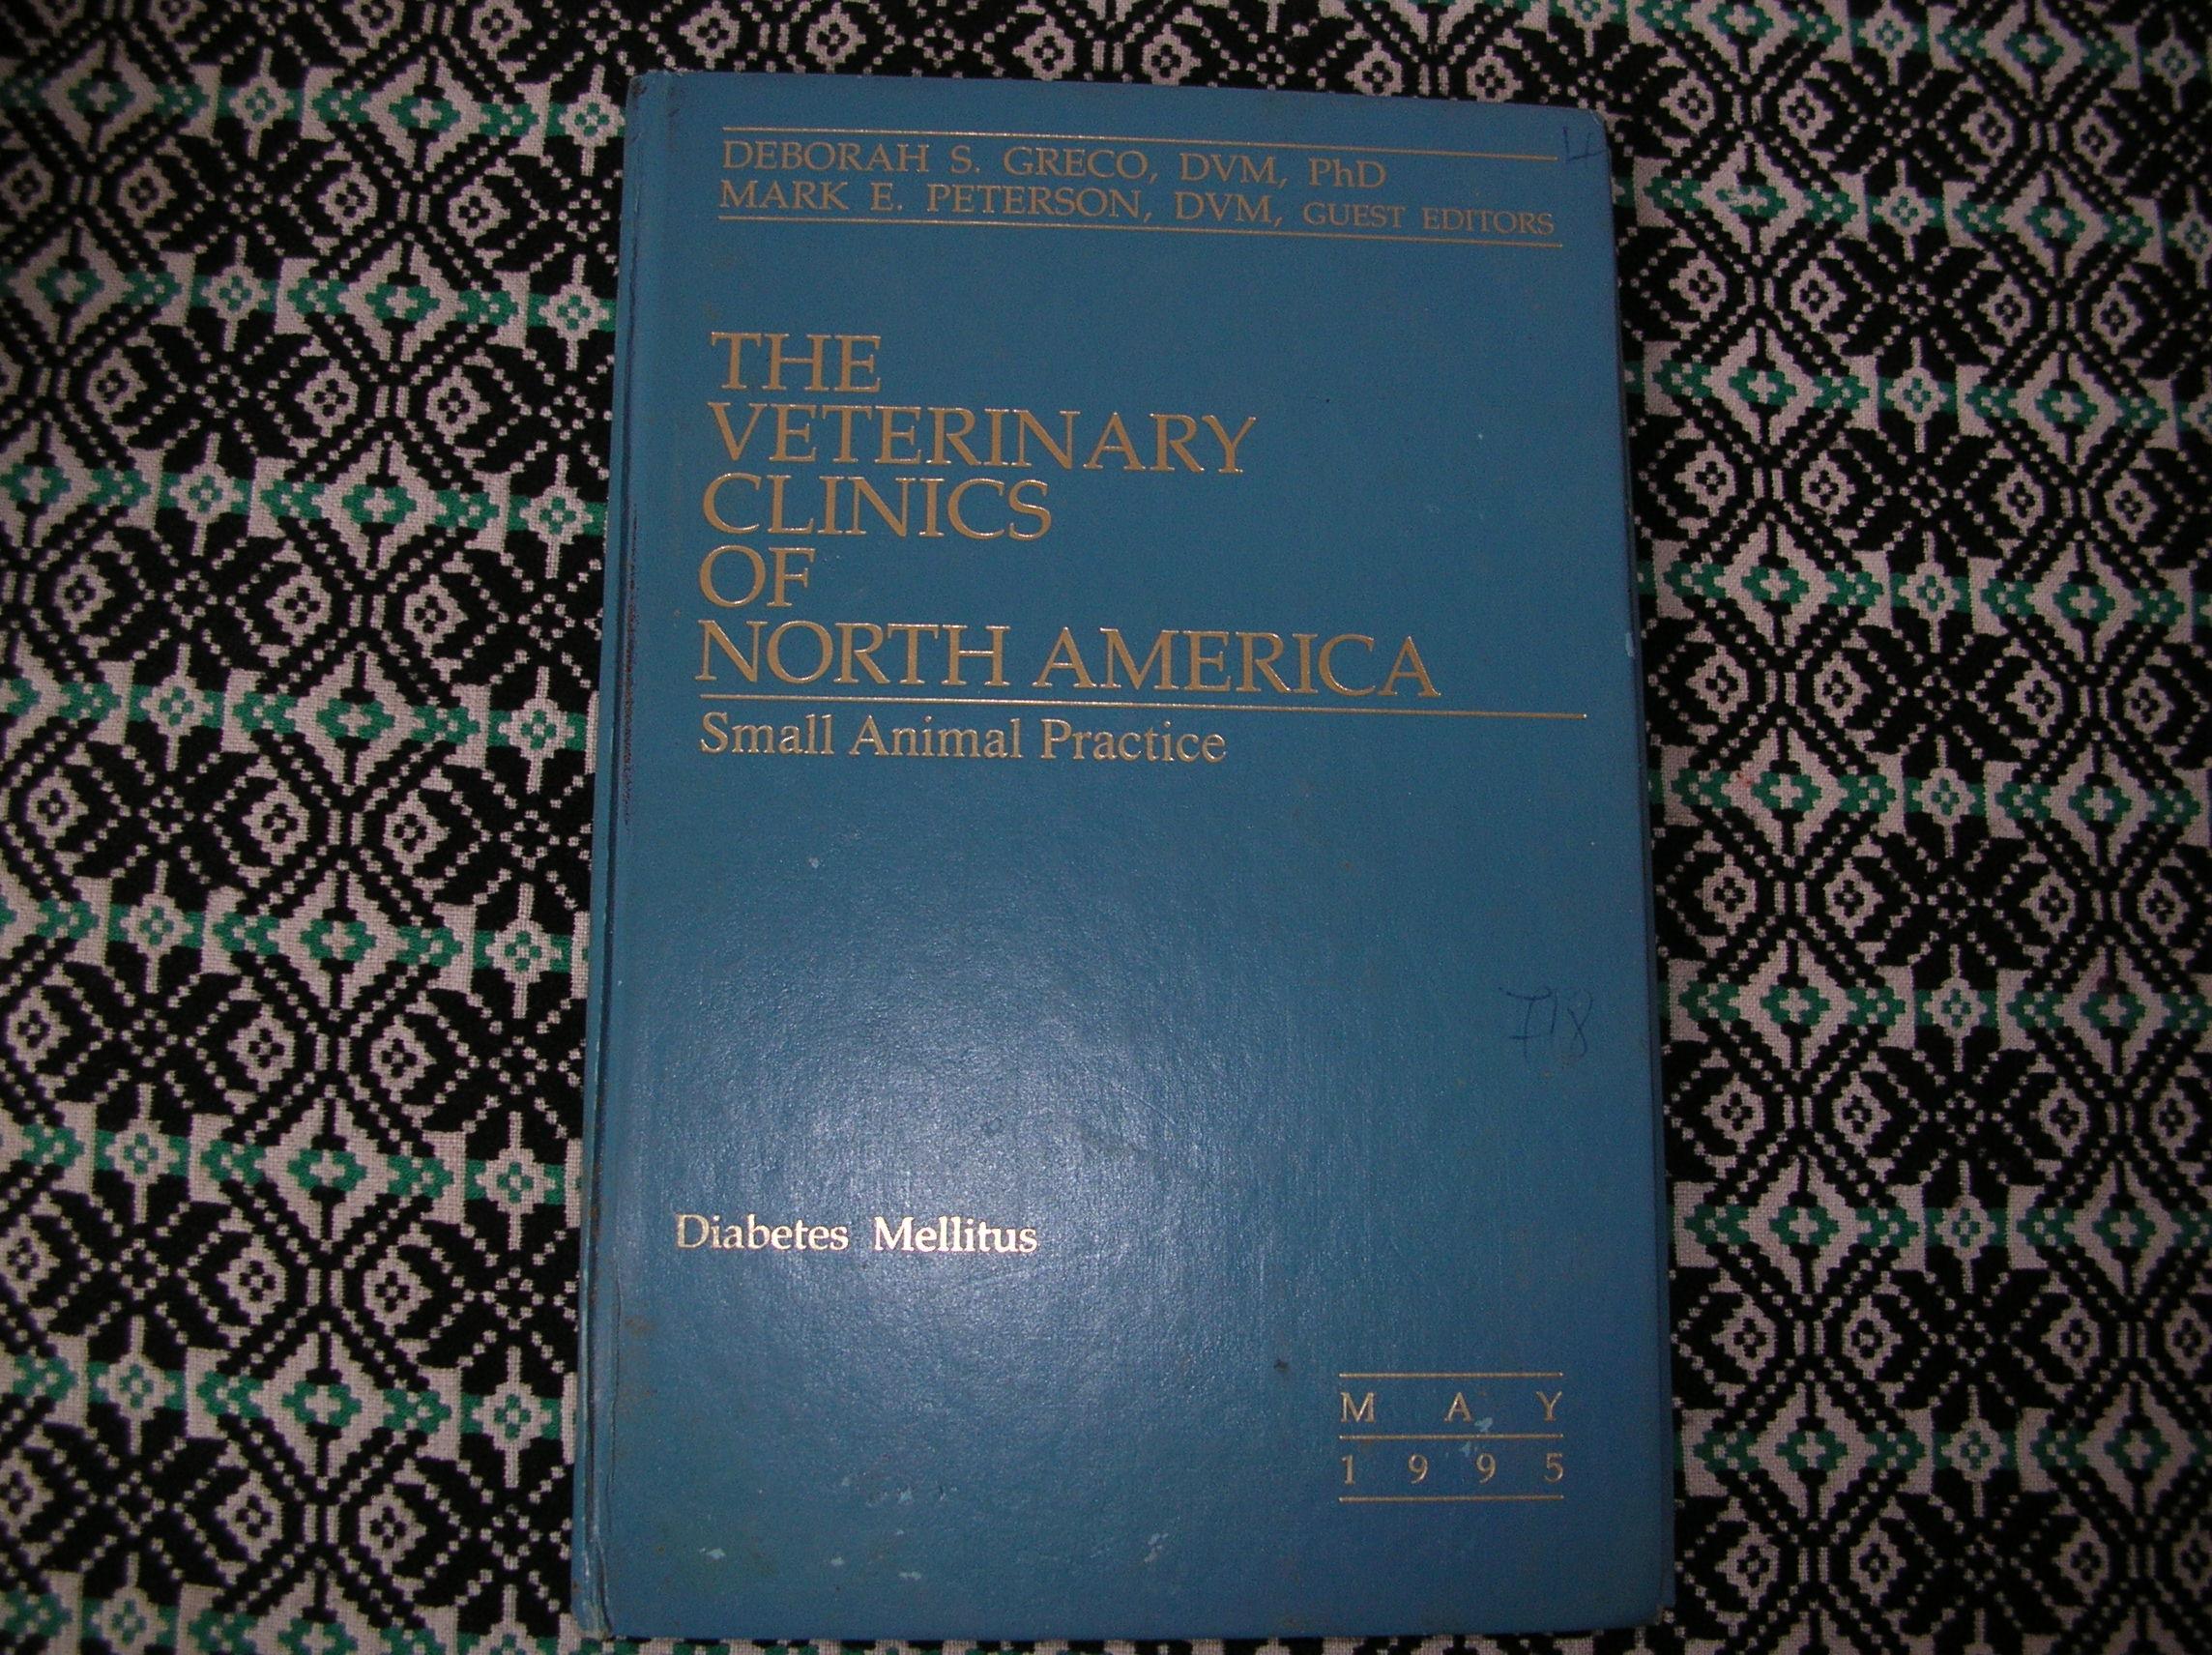 DEBORAH S. GRECO, DVM, PhD
MARK E. PETERSON, DVM, GUEST EDITORS
THE
VETERINARY
CLINICS
OF
NORTH AMERICA
Small Animal Practice
718
Diabetes Mellitus
M A Y
1 9 9 5